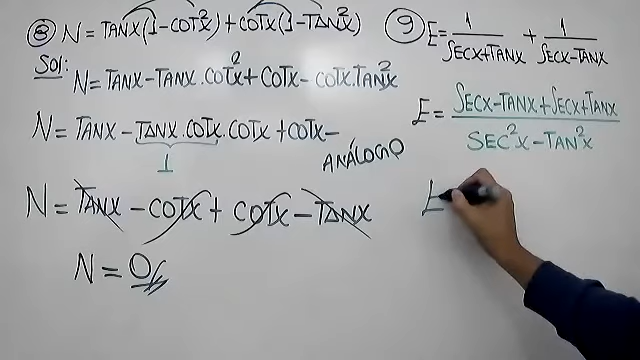 ⑧ N = TANX(1 - COT²X) + COTX(1 - TAN²X)
Sol:
N = TANX - TANX . COT²X + COTX - COTX.TAN²X
N = TANX - TANX.COTX.COTX + COTX -
1
ANÁLOGO
N = TANX - COTX + COTX - TANX
N = 0//
⑨ E = 1/(SECX+TANX) + 1/(SECX-TANX)
E = (SECX-TANX+SECX+TANX)/(SEC²X - TAN²X)
E